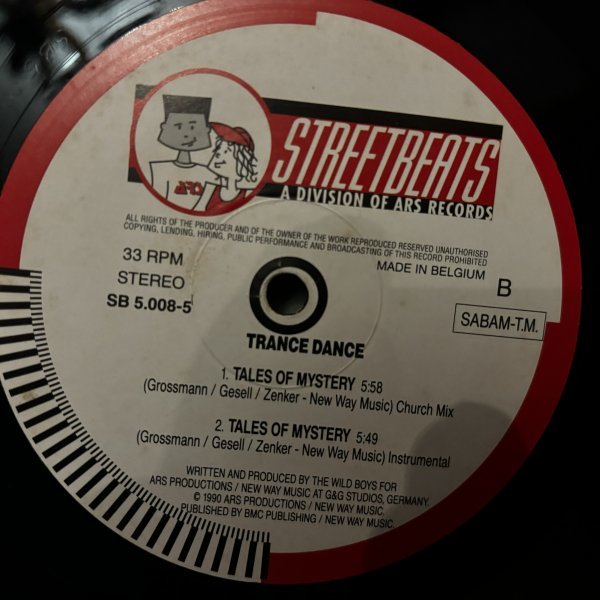 ARS
STREETBEATS
A DIVISION OF ARS RECORDS
ALL RIGHTS OF THE PRODUCER AND OF THE OWNER OF THE WORK REPRODUCED RESERVED UNAUTHORISED
COPYING, LENDING, HIRING, PUBLIC PERFORMANCE AND BROADCASTING OF THIS RECORD PROHIBITED
33 RPM
STEREO
SB 5.008-5
MADE IN BELGIUM
B
SABAM-T.M.
TRANCE DANCE
1. TALES OF MYSTERY 5:58
(Grossmann / Gesell / Zenker - New Way Music) Church Mix
2. TALES OF MYSTERY 5:49
(Grossmann / Gesell / Zenker - New Way Music) Instrumental
WRITTEN AND PRODUCED BY THE WILD BOYS FOR
ARS PRODUCTIONS / NEW WAY MUSIC AT G&G STUDIOS, GERMANY.
© 1990 ARS PRODUCTIONS / NEW WAY MUSIC.
PUBLISHED BY BMC PUBLISHING / NEW WAY MUSIC.